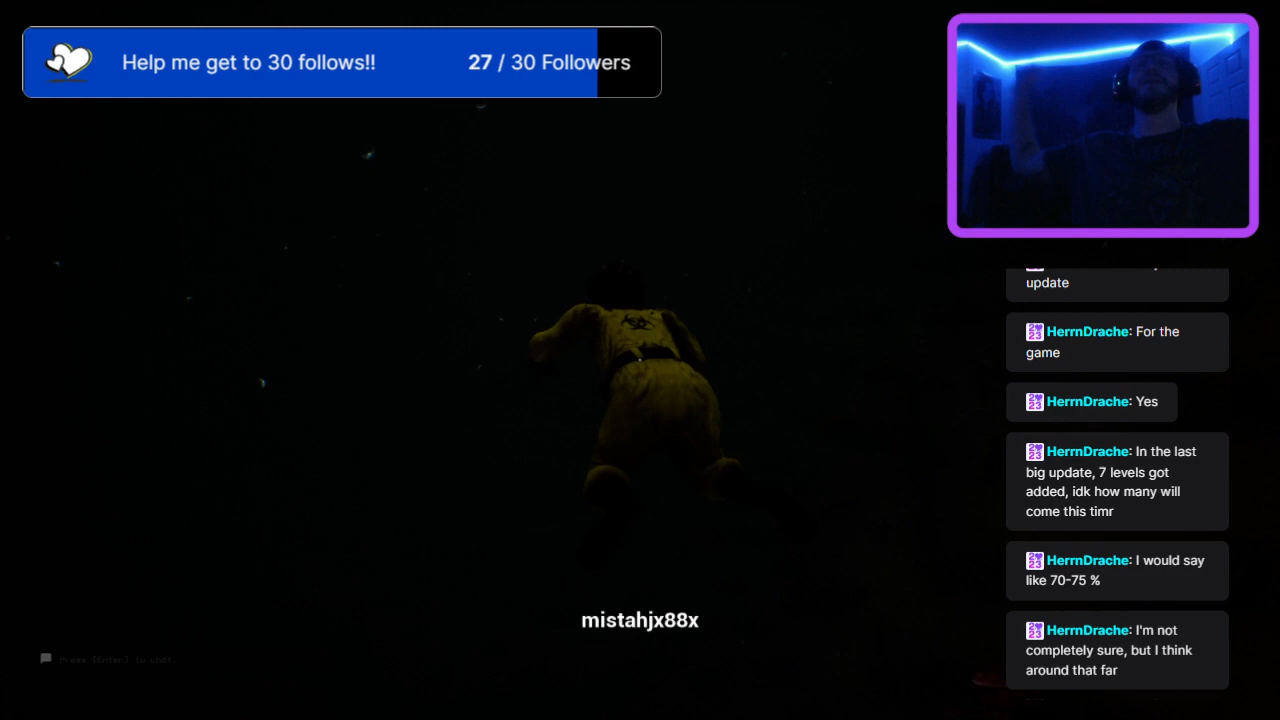 Help me get to 30 follows!!
27 / 30 Followers
update
HerrnDrache: For the
game
HerrnDrache: Yes
HerrnDrache: In the last
big update, 7 levels got
added, idk how many will
come this timr
HerrnDrache: I would say
like 70-75 %
HerrnDrache: I'm not
completely sure, but I think
around that far
mistahjx88x
Press [Enter] to chat.